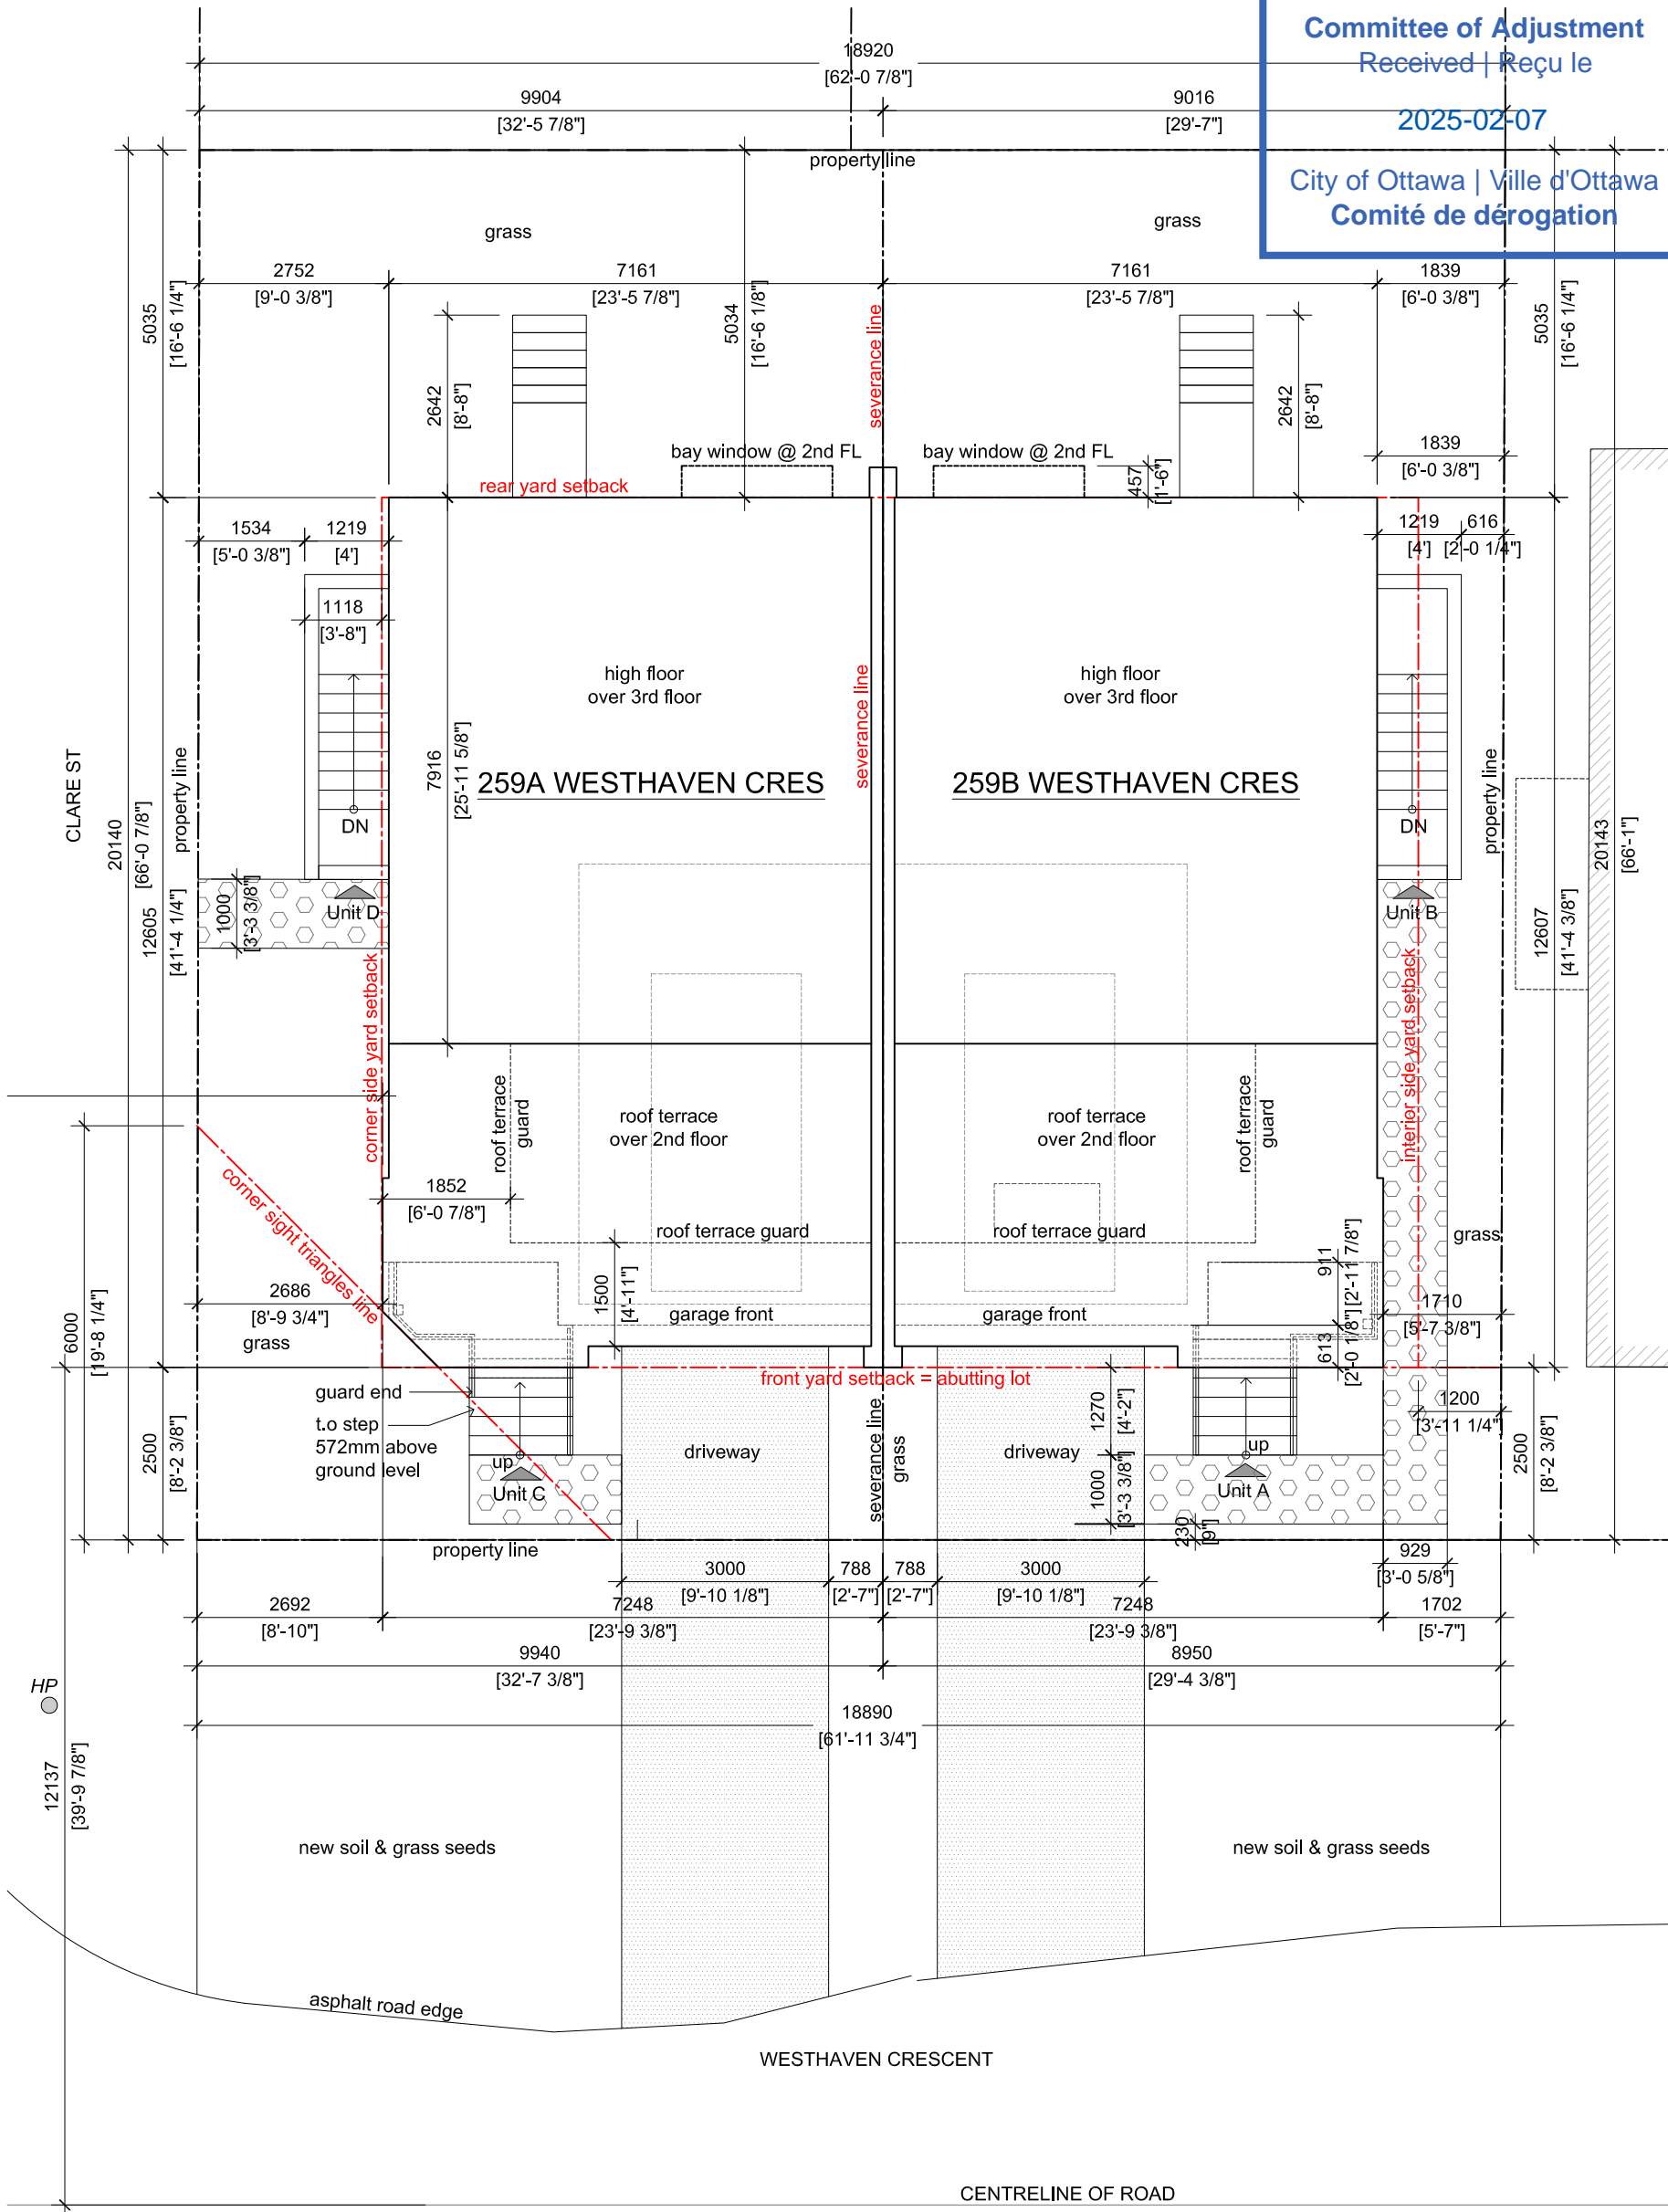 Committee of Adjustment
Received | Reçu le
2025-02-07
City of Ottawa | Ville d'Ottawa
Comité de dérogation
18920
[62'-0 7/8"]
9904
[32'-5 7/8"]
9016
[29'-7"]
property line
grass
grass
2752
[9'-0 3/8"]
7161
[23'-5 7/8"]
7161
[23'-5 7/8"]
1839
[6'-0 3/8"]
5035
[16'-6 1/4"]
5034
[16'-6 1/8"]
severance line
5035
[16'-6 1/4"]
2642
[8'-8"]
2642
[8'-8"]
1839
[6'-0 3/8"]
bay window @ 2nd FL
bay window @ 2nd FL
457
[1'-6"]
rear yard setback
1534
[5'-0 3/8"]
1219
[4']
1219
[4']
616
[2'-0 1/4"]
1118
[3'-8"]
high floor
over 3rd floor
high floor
over 3rd floor
severance line
7916
[25'-11 5/8"]
259A WESTHAVEN CRES
259B WESTHAVEN CRES
CLARE ST
property line
property line
20140
[66'-0 7/8"]
20143
[66'-1"]
DN
DN
12605
[41'-4 1/4"]
12607
[41'-4 3/8"]
1000
[3'-3 3/8"]
Unit D
Unit B
corner side yard setback
interior side yard setback
roof terrace
guard
roof terrace
over 2nd floor
roof terrace
over 2nd floor
roof terrace
guard
corner sight triangles line
1852
[6'-0 7/8"]
roof terrace guard
roof terrace guard
grass
6000
[19'-8 1/4"]
2686
[8'-9 3/4"]
grass
1500
[4'-11"]
garage front
garage front
911
[2'-11 7/8"]
613
[2'-0 1/8"]
1710
[5'-7 3/8"]
front yard setback = abutting lot
guard end
t.o step
572mm above
ground level
up
Unit C
driveway
severance line
grass
driveway
1270
[4'-2"]
1000
[3'-3 3/8"]
up
Unit A
1200
[3'-11 1/4"]
2500
[8'-2 3/8"]
2500
[8'-2 3/8"]
230
[9"]
property line
3000
[9'-10 1/8"]
788
[2'-7"]
788
[2'-7"]
3000
[9'-10 1/8"]
929
[3'-0 5/8"]
2692
[8'-10"]
7248
[23'-9 3/8"]
7248
[23'-9 3/8"]
1702
[5'-7"]
9940
[32'-7 3/8"]
8950
[29'-4 3/8"]
HP
18890
[61'-11 3/4"]
12137
[39'-9 7/8"]
new soil & grass seeds
new soil & grass seeds
asphalt road edge
WESTHAVEN CRESCENT
CENTRELINE OF ROAD